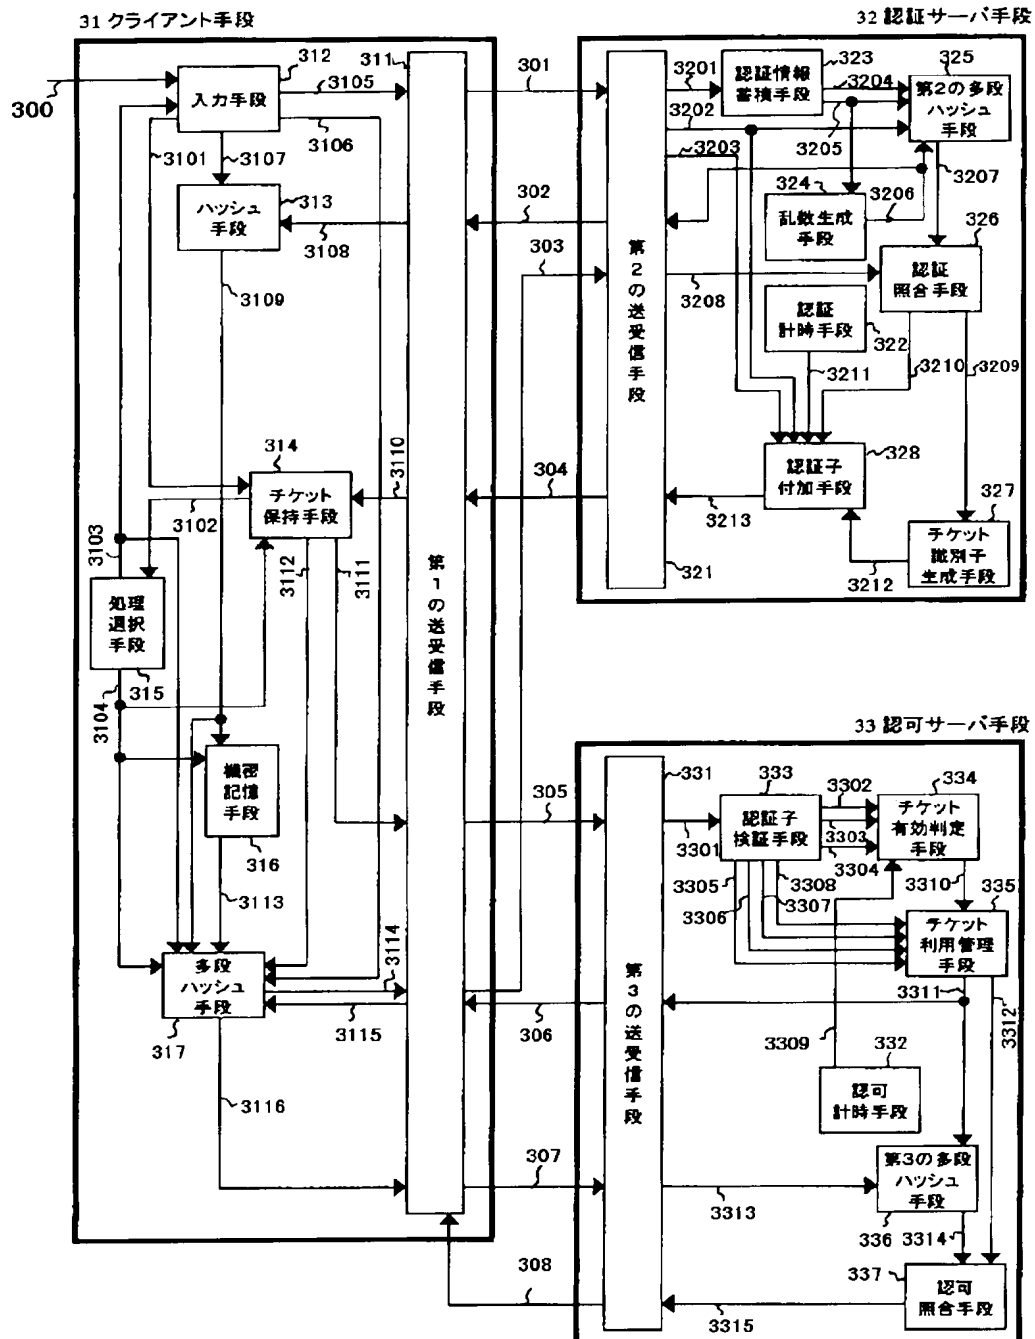 31 クライアント手段
300
312
入力手段
3105
3106
3101
3107
313
ハッシュ
手段
3108
3109
311
第1の送受信手段
314
チケット
保持手段
3110
3102
3103
3112
3111
処理
選択
手段
315
3104
機密
記憶
手段
316
3113
多段
ハッシュ
手段
317
3114
3115
3116
301
302
303
304
305
306
307
308
32 認証サーバ手段
第2の送受信手段
321
3201
3202
3203
323
認証情報
蓄積手段
3204
3205
325
第2の多段
ハッシュ
手段
324
乱数生成
手段
3206
3207
326
認証
照合手段
3208
認証
計時手段
322
3211
3210
3209
328
認証子
付加手段
3213
327
チケット
識別子
生成手段
3212
33 認可サーバ手段
331
第3の送受信手段
3301
333
認証子
検証手段
3302
3303
3304
334
チケット
有効判定
手段
3305
3306
3308
3307
3310
335
チケット
利用管理
手段
3311
3312
3309
332
認可
計時手段
第3の多段
ハッシュ
手段
3313
336
3314
337
認可
照合手段
3315